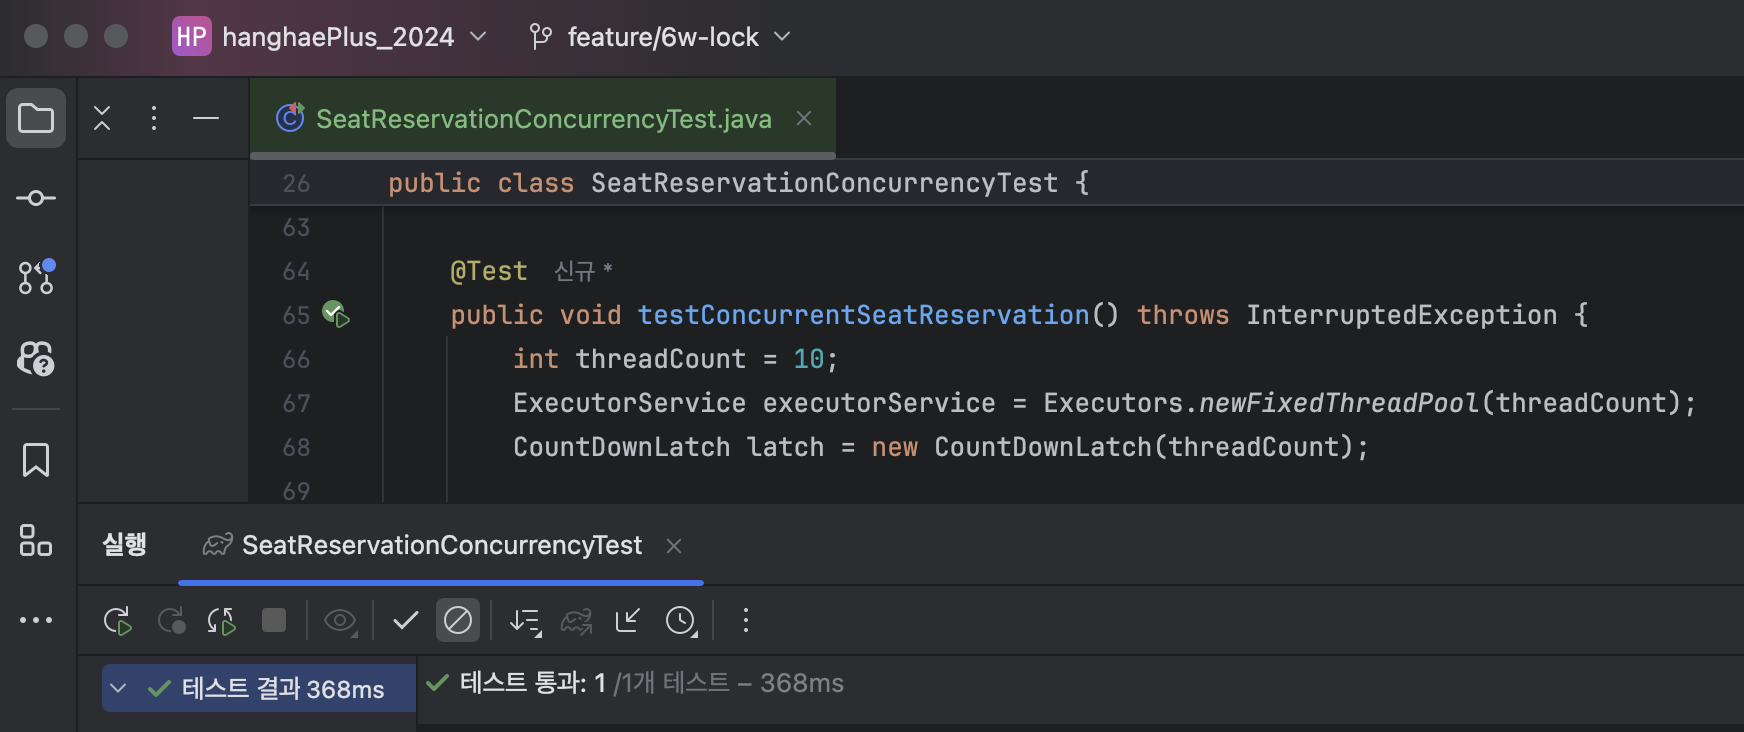 HP hanghaePlus_2024 feature/6w-lock
SeatReservationConcurrencyTest.java
26 public class SeatReservationConcurrencyTest {
63
64 @Test 신규 *
65 public void testConcurrentSeatReservation() throws InterruptedException {
66 int threadCount = 10;
67 ExecutorService executorService = Executors.newFixedThreadPool(threadCount);
68 CountDownLatch latch = new CountDownLatch(threadCount);
69
실행 SeatReservationConcurrencyTest
테스트 결과 368ms
테스트 통과: 1 /1개 테스트 – 368ms